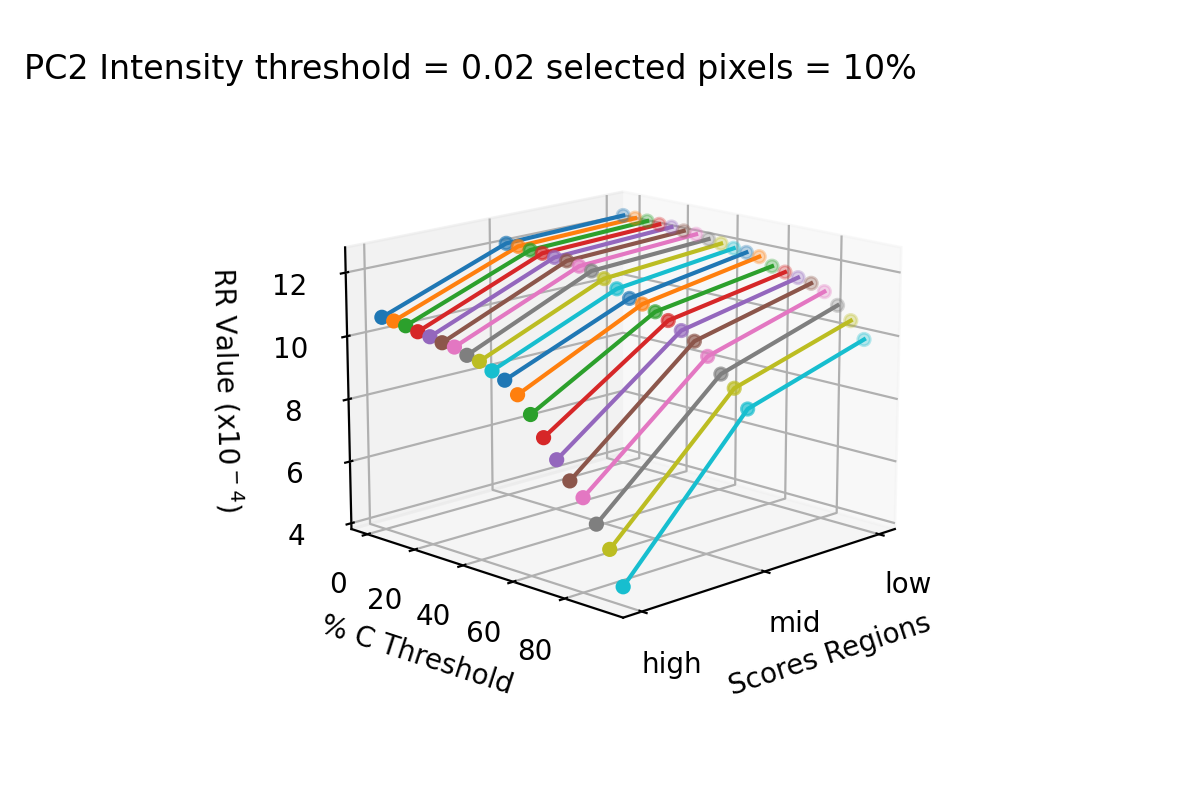 PC2 Intensity threshold = 0.02 selected pixels = 10%
RR Value (x10⁻⁴)
12
10
8
6
4
0
20
40
60
80
% C Threshold
high
mid
low
Scores Regions